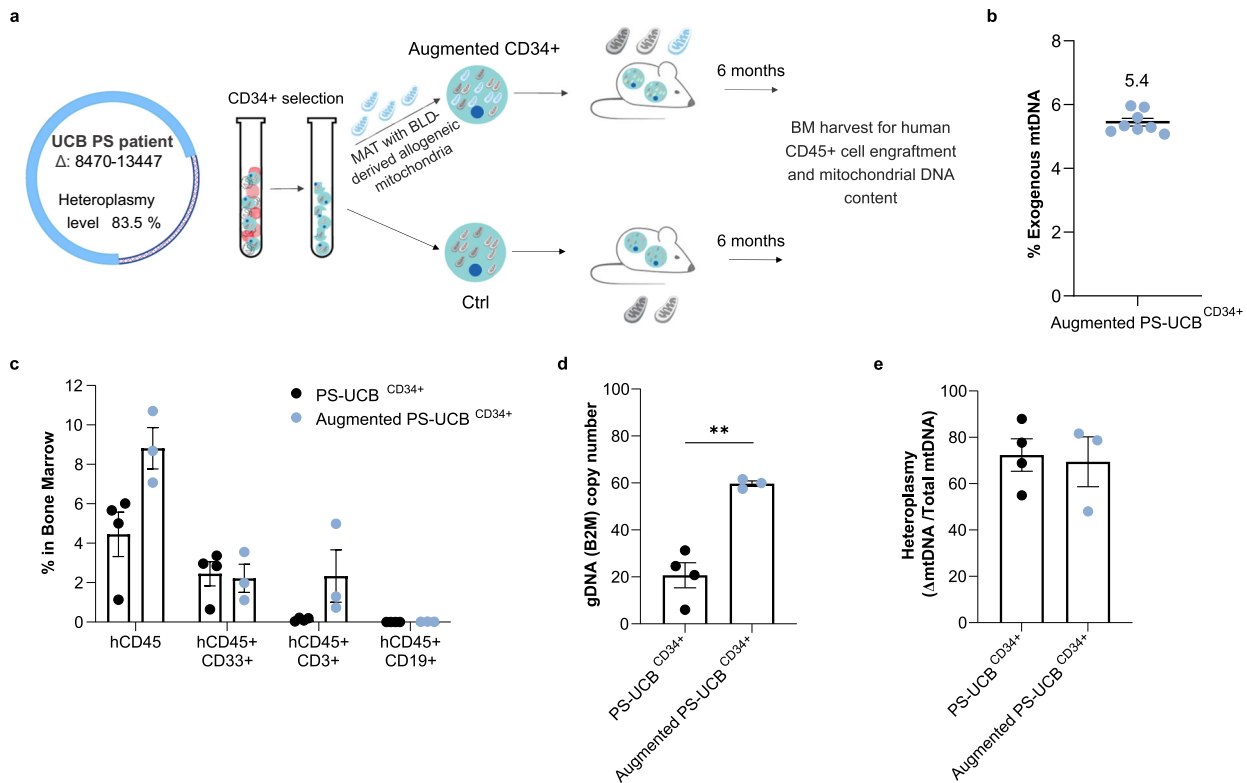 a
UCB PS patient
Δ: 8470-13447
Heteroplasmy
level 83.5 %
CD34+ selection
MAT with BLD-
derived allogeneic
mitochondria
Augmented CD34+
Ctrl
6 months
6 months
BM harvest for human
CD45+ cell engraftment
and mitochondrial DNA
content
b
% Exogenous mtDNA
8
6
4
2
0
5.4
Augmented PS-UCB CD34+
c
% in Bone Marrow
12
10
8
6
4
2
0
PS-UCB CD34+
Augmented PS-UCB CD34+
hCD45
hCD45+
CD33+
hCD45+
CD3+
hCD45+
CD19+
d
gDNA (B2M) copy number
100
80
60
40
20
0
**
PS-UCB CD34+
Augmented PS-UCB CD34+
e
Heteroplasmy
(ΔmtDNA /Total mtDNA)
100
80
60
40
20
0
PS-UCB CD34+
Augmented PS-UCB CD34+